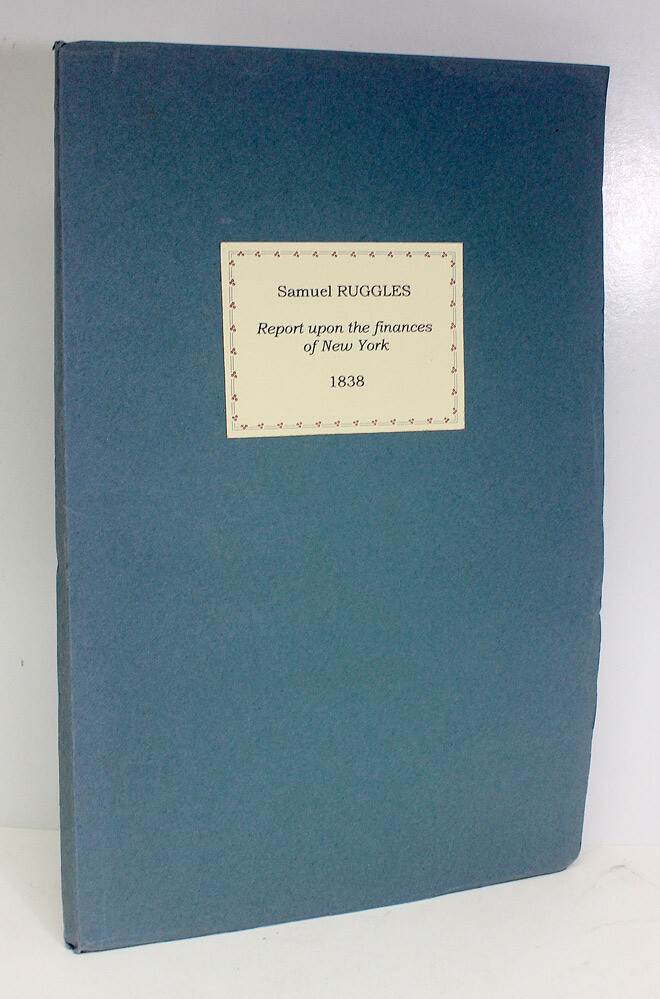 Samuel RUGGLES
Report upon the finances
of New York
1838